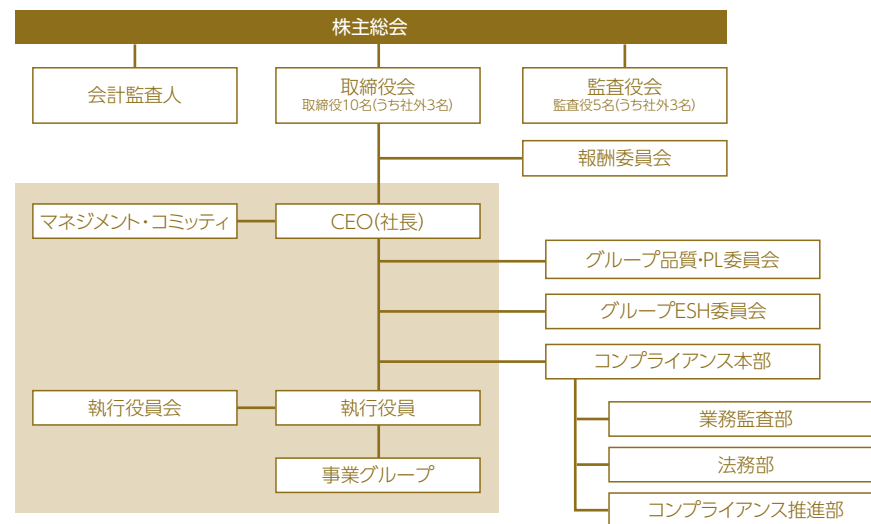 株主総会
会計監査人
取締役会
取締役10名(うち社外3名)
監査役会
監査役5名(うち社外3名)
報酬委員会
マネジメント・コミッティ
CEO(社長)
グループ品質・PL委員会
グループESH委員会
コンプライアンス本部
執行役員会
執行役員
業務監査部
法務部
事業グループ
コンプライアンス推進部